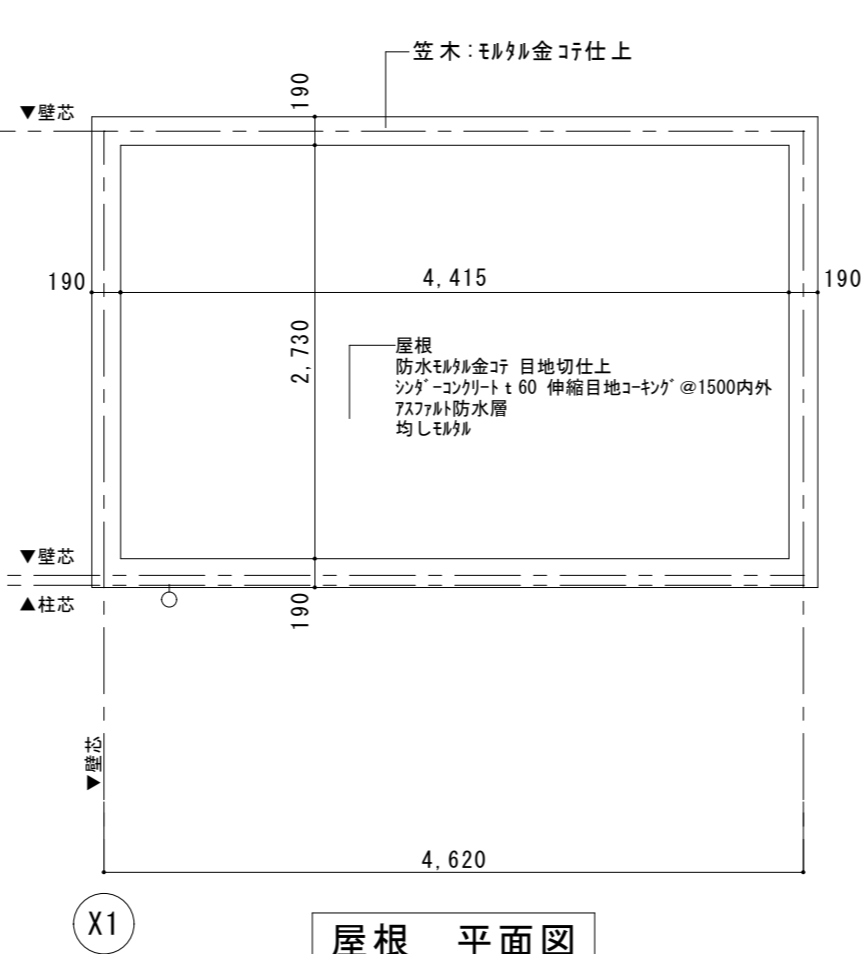 笠木:ﾓﾙﾀﾙ金ｺﾃ仕上
190
▼壁芯
190
4,415
190
2,730
屋根
防水ﾓﾙﾀﾙ金ｺﾃ 目地切仕上
ｼﾝﾀﾞｰｺﾝｸﾘｰﾄ t 60 伸縮目地ｺｰｷﾝｸﾞ @1500内外
ｱｽﾌｧﾙﾄ防水層
均しﾓﾙﾀﾙ
▼壁芯
▲柱芯
190
▼壁芯
4,620
X1
屋根 平面図